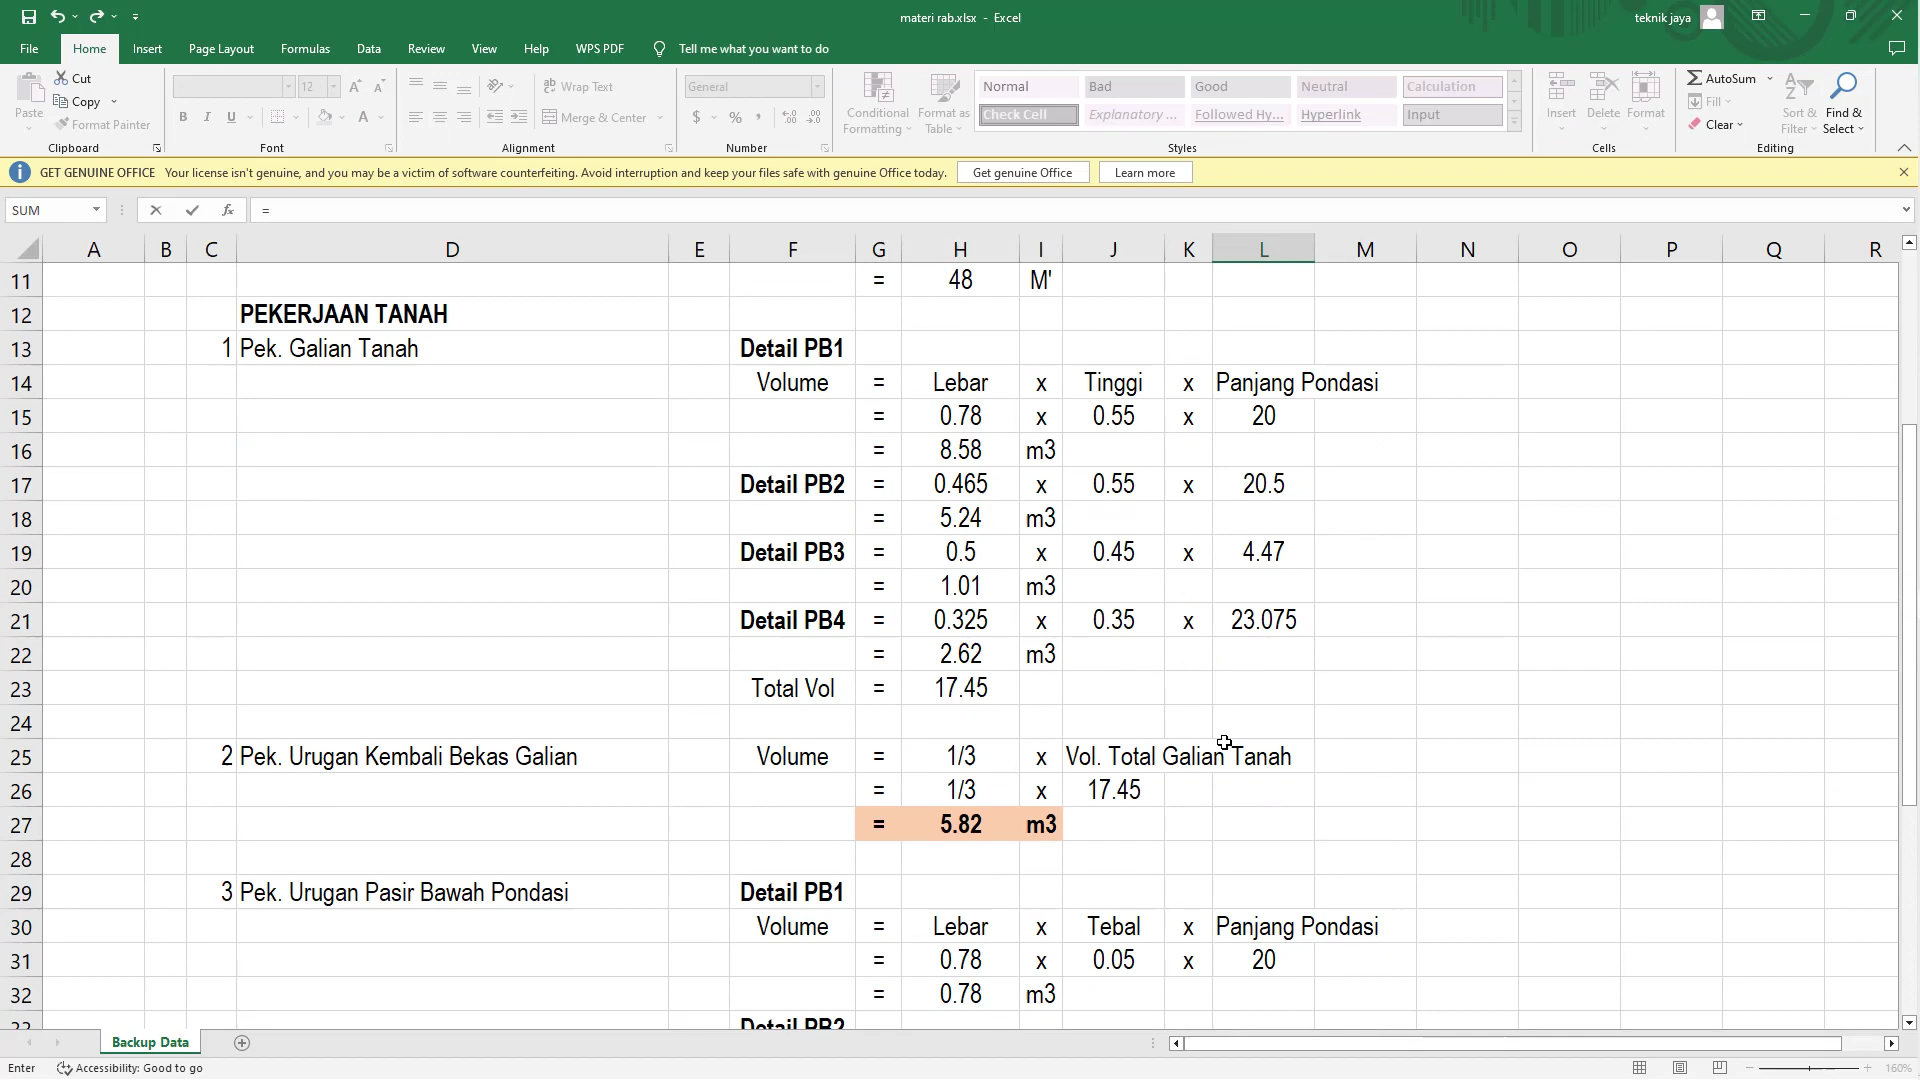 materi rab.xlsx - Excel
teknik jaya
File Home Insert Page Layout Formulas Data Review View Help WPS PDF Tell me what you want to do
Paste Cut Copy Format Painter Clipboard
12 B I U A Font
Wrap Text Merge & Center Alignment
General $ % , Number
Conditional Formatting Format as Table
Normal Bad Good Neutral Calculation
Check Cell Explanatory ... Followed Hy... Hyperlink Input
Styles
Insert Delete Format Cells
AutoSum Fill Clear Sort & Filter Find & Select Editing
GET GENUINE OFFICE Your license isn't genuine, and you may be a victim of software counterfeiting. Avoid interruption and keep your files safe with genuine Office today. Get genuine Office Learn more
SUM fx =
A B C D E F G H I J K L M N O P Q R
11 = 48 M'
12 PEKERJAAN TANAH
13 1 Pek. Galian Tanah Detail PB1
14 Volume = Lebar x Tinggi x Panjang Pondasi
15 = 0.78 x 0.55 x 20
16 = 8.58 m3
17 Detail PB2 = 0.465 x 0.55 x 20.5
18 = 5.24 m3
19 Detail PB3 = 0.5 x 0.45 x 4.47
20 = 1.01 m3
21 Detail PB4 = 0.325 x 0.35 x 23.075
22 = 2.62 m3
23 Total Vol = 17.45
24
25 2 Pek. Urugan Kembali Bekas Galian Volume = 1/3 x Vol. Total Galian Tanah
26 = 1/3 x 17.45
27 = 5.82 m3
28
29 3 Pek. Urugan Pasir Bawah Pondasi Detail PB1
30 Volume = Lebar x Tebal x Panjang Pondasi
31 = 0.78 x 0.05 x 20
32 = 0.78 m3
33 Detail PB2
Backup Data
Enter Accessibility: Good to go 160%